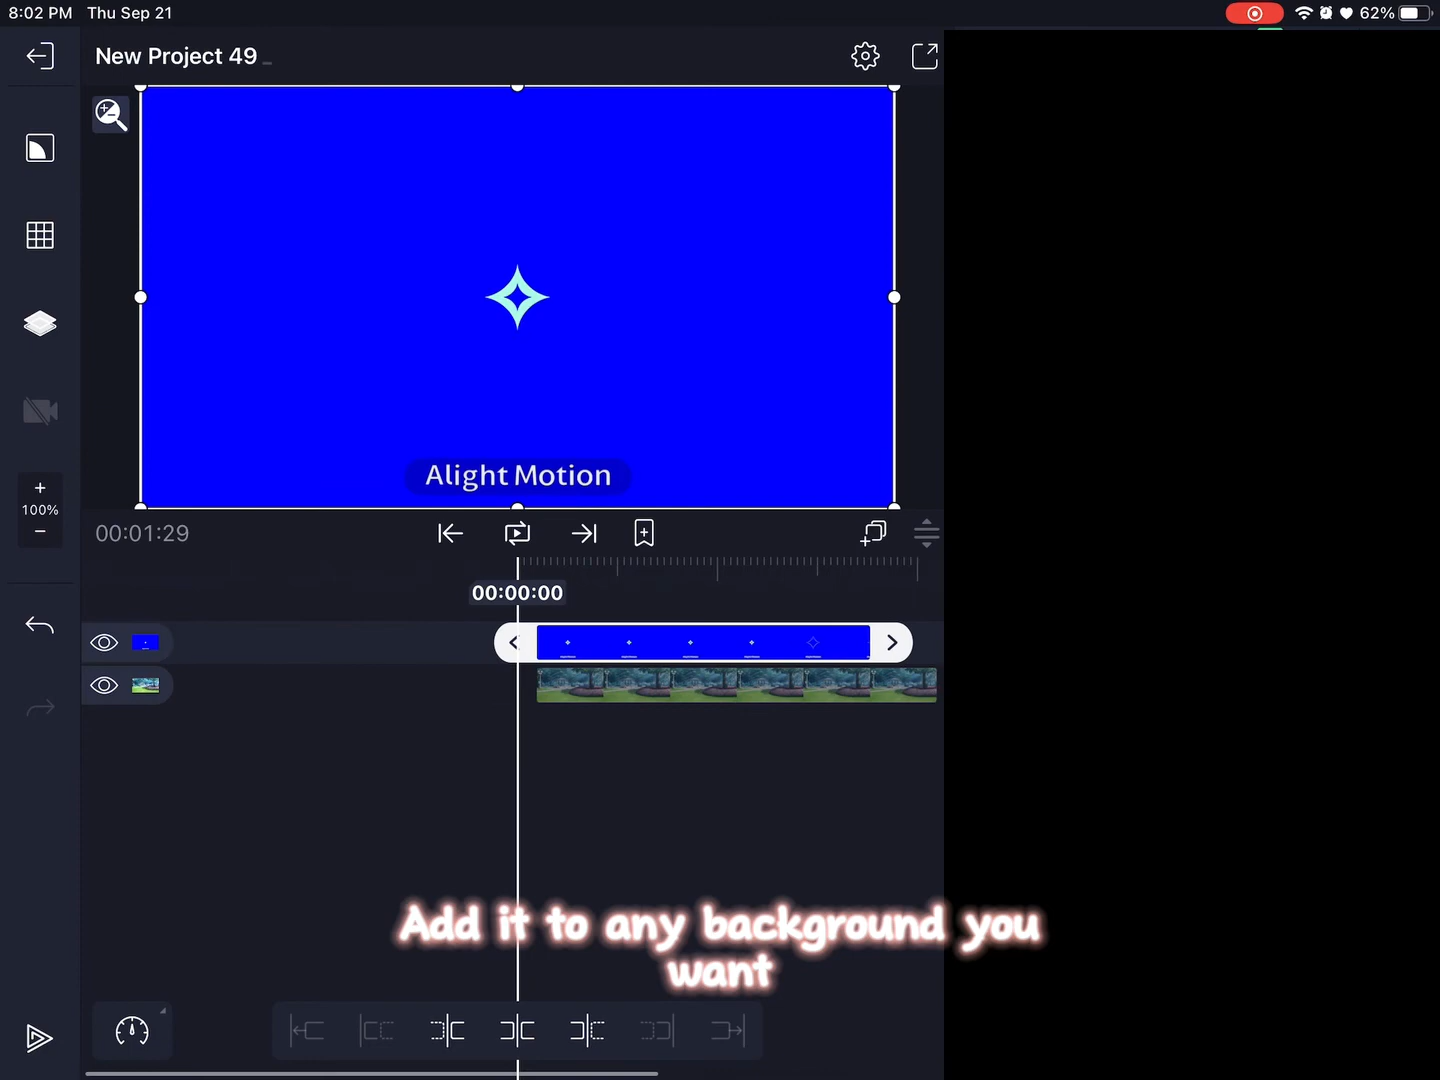 8:02 PM Thu Sep 21
62%
New Project 49
Alight Motion
+
100%
−
00:01:29
00:00:00
Add it to any background you
want